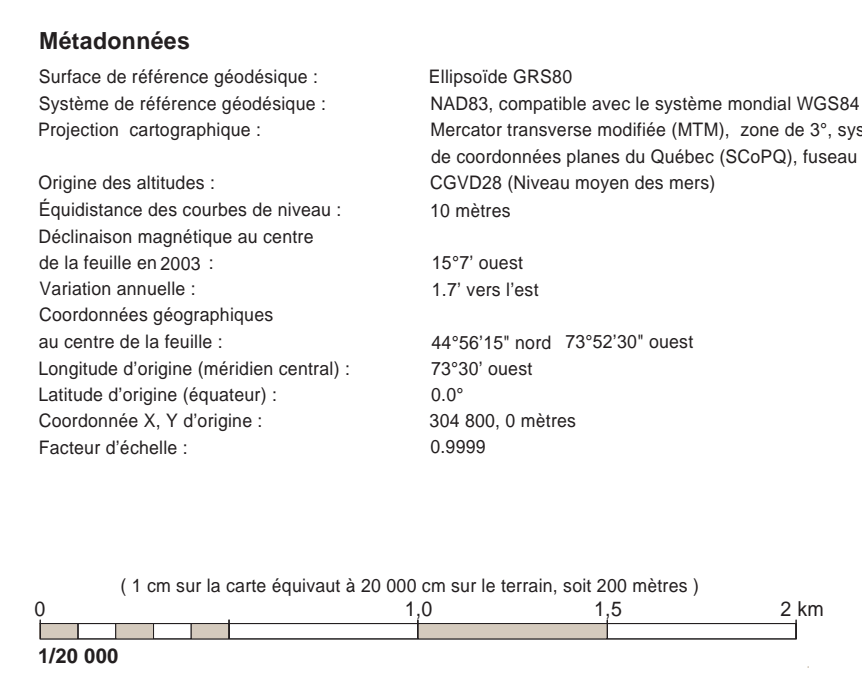 Métadonnées
Surface de référence géodésique : Ellipsoïde GRS80
Système de référence géodésique : NAD83, compatible avec le système mondial WGS84
Projection cartographique : Mercator transverse modifiée (MTM), zone de 3°, sys
de coordonnées planes du Québec (SCoPQ), fuseau
Origine des altitudes : CGVD28 (Niveau moyen des mers)
Équidistance des courbes de niveau : 10 mètres
Déclinaison magnétique au centre
de la feuille en 2003 : 15°7’ ouest
Variation annuelle : 1.7’ vers l’est
Coordonnées géographiques
au centre de la feuille : 44°56’15" nord 73°52’30" ouest
Longitude d’origine (méridien central) : 73°30’ ouest
Latitude d’origine (équateur) : 0.0°
Coordonnée X, Y d’origine : 304 800, 0 mètres
Facteur d’échelle : 0.9999
( 1 cm sur la carte équivaut à 20 000 cm sur le terrain, soit 200 mètres )
0 1,0 1,5 2 km
1/20 000